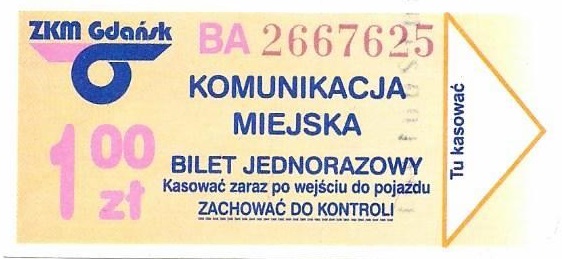 ZKM Gdańsk
BA 2667625
KOMUNIKACJA
MIEJSKA
1 00 zł
BILET JEDNORAZOWY
Kasować zaraz po wejściu do pojazdu
ZACHOWAĆ DO KONTROLI
Tu kasować